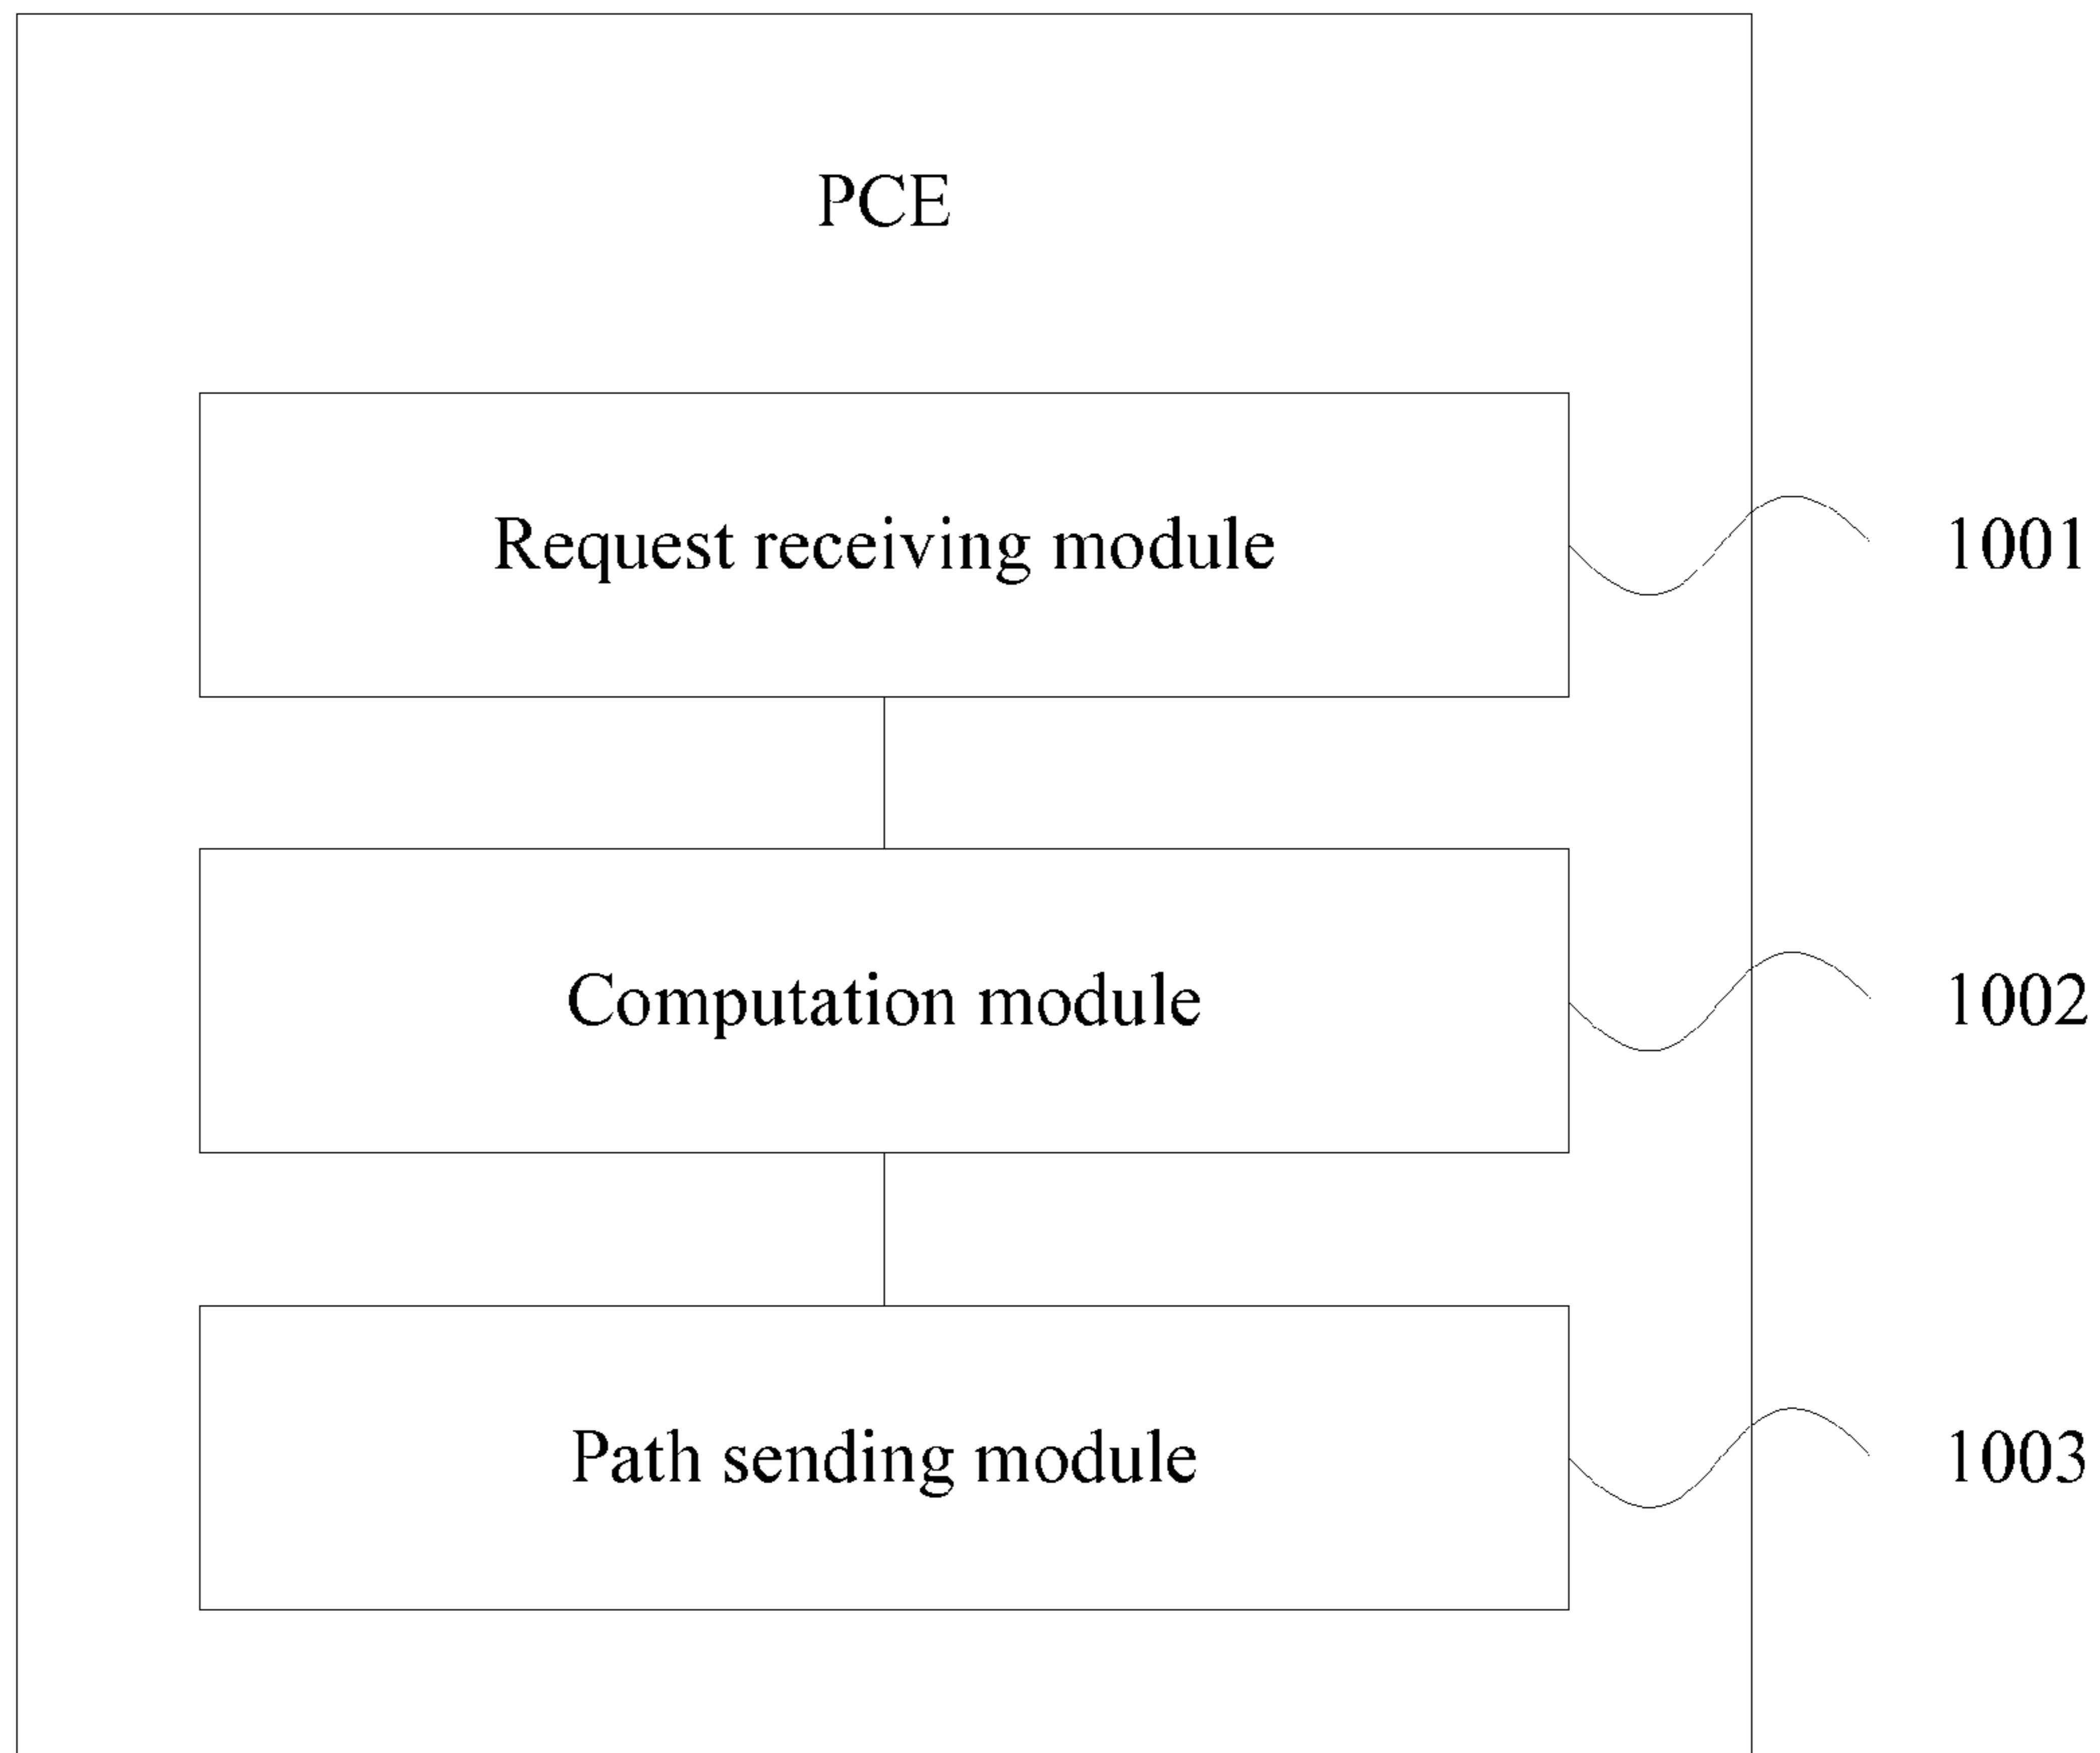 PCE
Request receiving module
1001
Computation module
1002
Path sending module
1003